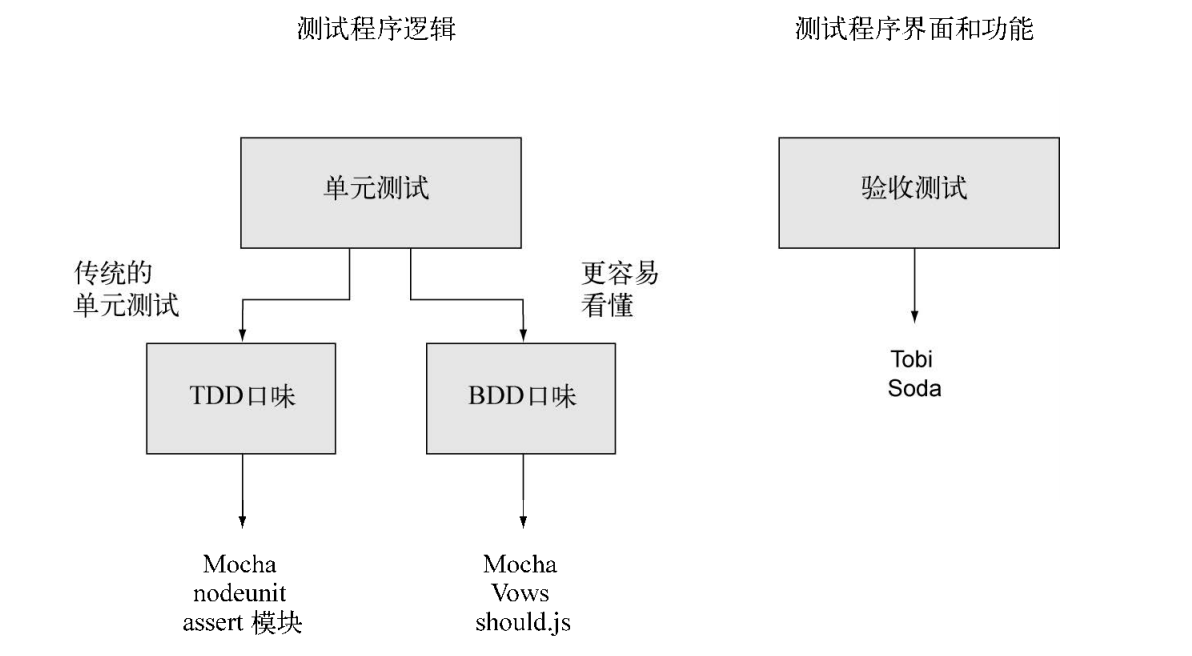 测试程序逻辑
测试程序界面和功能
单元测试
验收测试
传统的
单元测试
更容易
看懂
TDD口味
BDD口味
Tobi
Soda
Mocha
nodeunit
assert 模块
Mocha
Vows
should.js